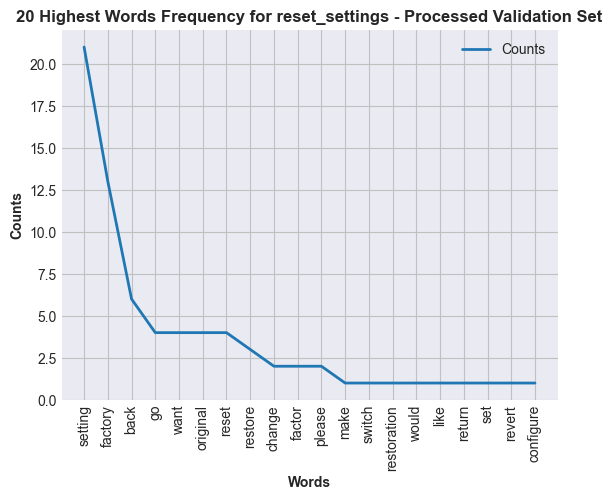 20 Highest Words Frequency for reset_settings - Processed Validation Set
Counts
20.0
17.5
15.0
12.5
10.0
7.5
5.0
2.5
0.0
Counts
setting
factory
back
go
want
original
reset
restore
change
factor
please
make
switch
restoration
would
like
return
set
revert
configure
Words